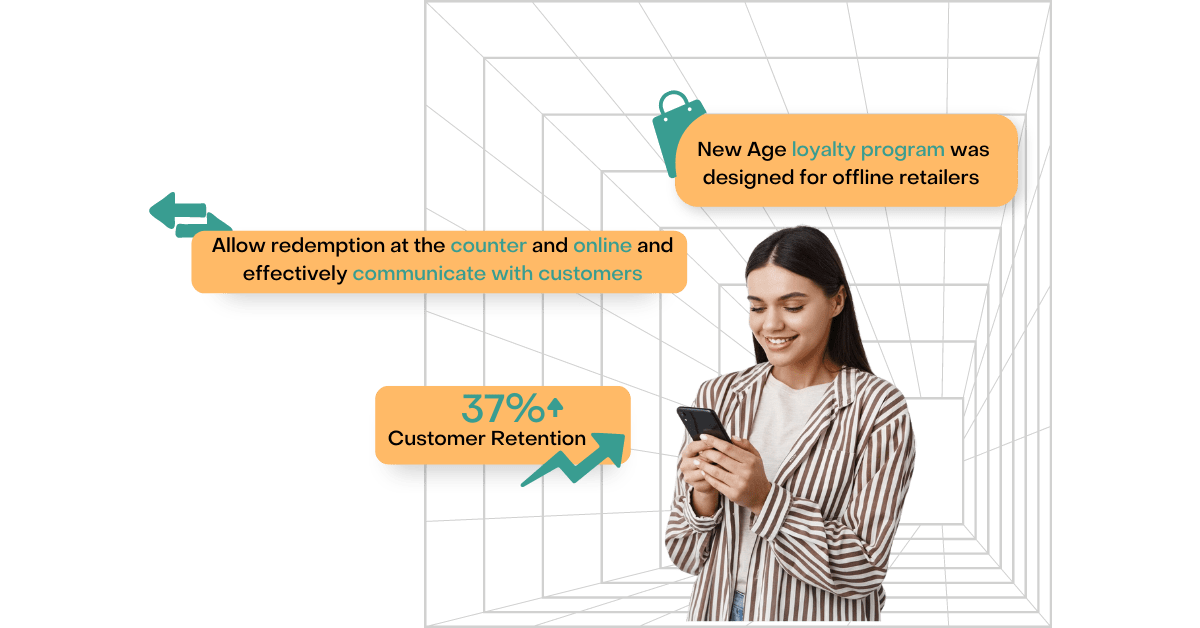 New Age loyalty program was
designed for offline retailers
Allow redemption at the counter and online and
effectively communicate with customers
37%
Customer Retention